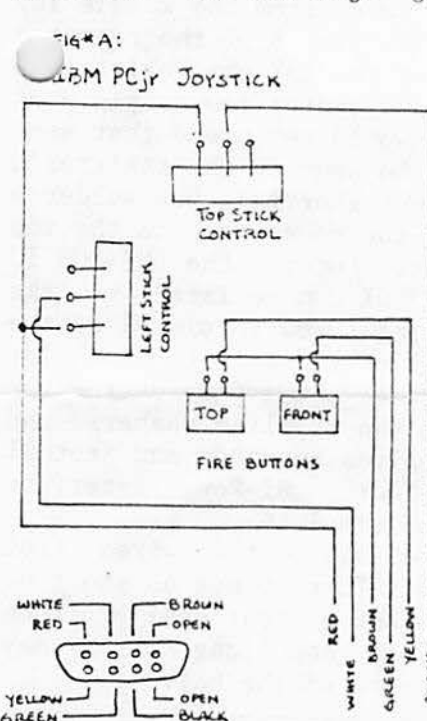 FIG# A:
IBM PCjr JOYSTICK
TOP STICK
CONTROL
LEFT STICK
CONTROL
TOP
FRONT
FIRE BUTTONS
RED
WHITE
BROWN
GREEN
YELLOW
WHITE
BROWN
RED
OPEN
YELLOW
OPEN
GREEN
BLACK